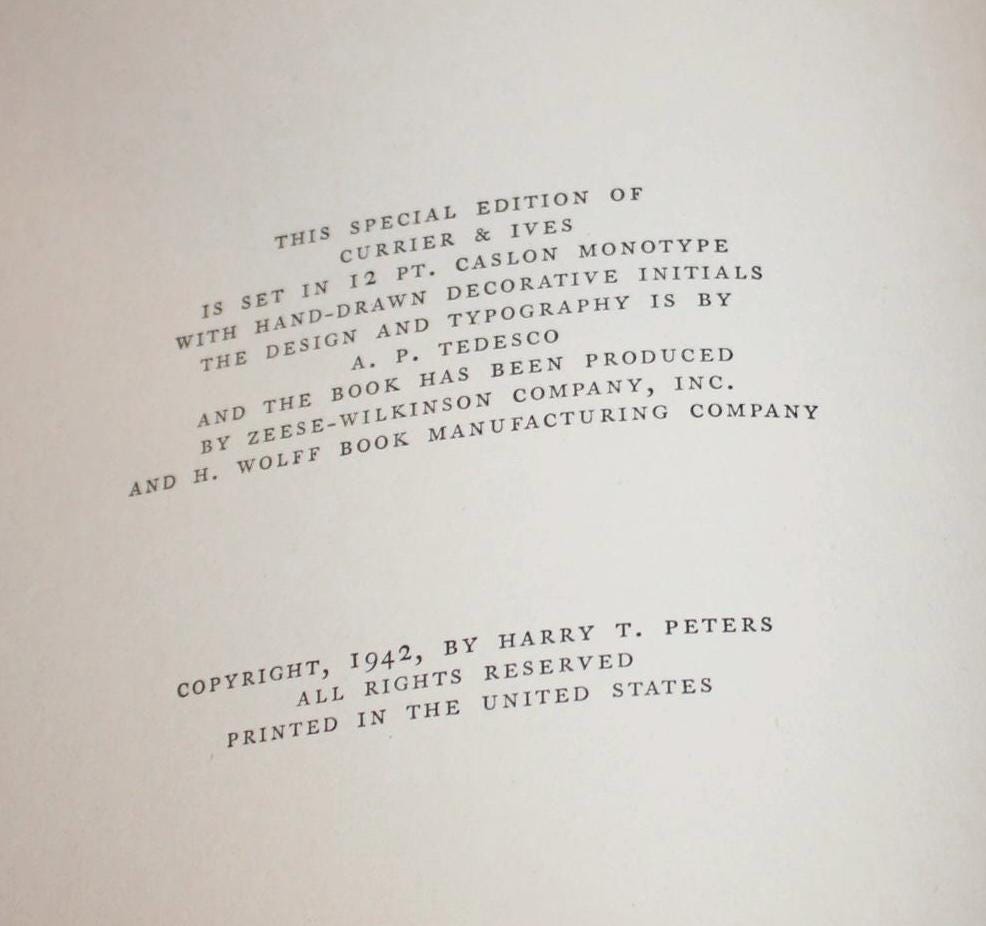 THIS SPECIAL EDITION OF
CURRIER & IVES
IS SET IN 12 PT. CASLON MONOTYPE
WITH HAND-DRAWN DECORATIVE INITIALS
THE DESIGN AND TYPOGRAPHY IS BY
A. P. TEDESCO
AND THE BOOK HAS BEEN PRODUCED
BY ZEESE-WILKINSON COMPANY, INC.
AND H. WOLFF BOOK MANUFACTURING COMPANY
COPYRIGHT, 1942, BY HARRY T. PETERS
ALL RIGHTS RESERVED
PRINTED IN THE UNITED STATES